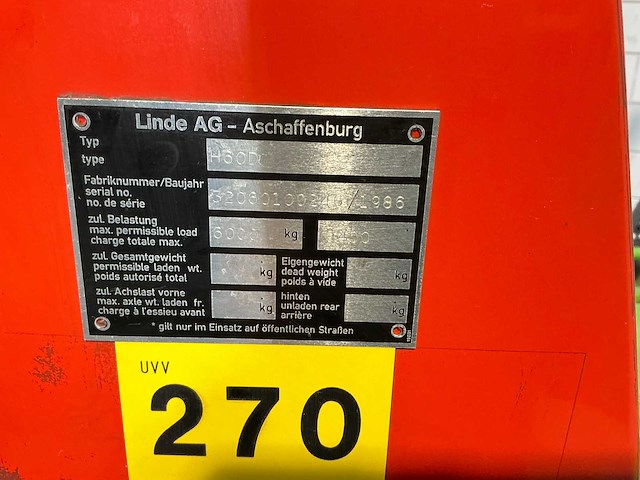 Linde AG - Aschaffenburg
Typ
type H60D
Fabriknummer/Baujahr
serial no.
no. de série
/1986
zul. Belastung
max. permissible load kg
charge totale max.
zul. Gesamtgewicht Eigengewicht
permissible laden wt. kg dead weight kg
poids autorisé total poids à vide
zul. Achslast vorne hinten
max. axle wt. laden fr. kg unladen rear kg
charge à l'essieu avant arrière
* gilt nur im Einsatz auf öffentlichen Straßen
UVV
270